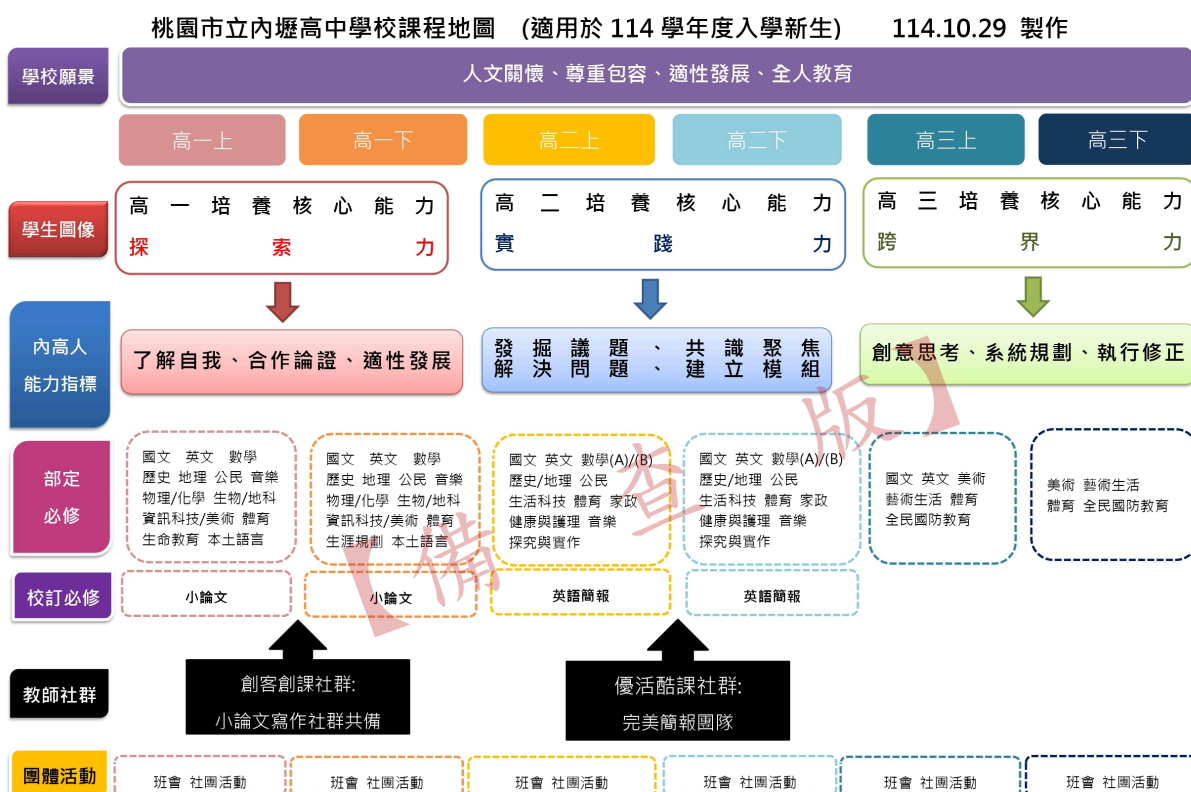 桃園市立內壢高中學校課程地圖 (適用於 114 學年度入學新生) 114.10.29 製作
學校願景
人文關懷、尊重包容、適性發展、全人教育
高一上
高一下
高二上
高二下
高三上
高三下
學生圖像
高一培養核心能力
探索力
高二培養核心能力
實踐力
高三培養核心能力
跨界力
內高人
能力指標
了解自我、合作論證、適性發展
發掘議題、共識聚焦
解決問題、建立模組
創意思考、系統規劃、執行修正
部定
必修
國文 英文 數學
歷史 地理 公民 音樂
物理/化學 生物/地科
資訊科技/美術 體育
生命教育 本土語言
國文 英文 數學
歷史 地理 公民 音樂
物理/化學 生物/地科
資訊科技/美術 體育
生涯規劃 本土語言
國文 英文 數學(A)/(B)
歷史/地理 公民
生活科技 體育 家政
健康與護理 音樂
探究與實作
國文 英文 數學(A)/(B)
歷史/地理 公民
生活科技 體育 家政
健康與護理 音樂
探究與實作
國文 英文 美術
藝術生活 體育
全民國防教育
美術 藝術生活
體育 全民國防教育
校訂必修
小論文
小論文
英語簡報
英語簡報
教師社群
創客創課社群:
小論文寫作社群共備
優活酷課社群:
完美簡報團隊
團體活動
班會 社團活動
班會 社團活動
班會 社團活動
班會 社團活動
班會 社團活動
班會 社團活動
【備查版】